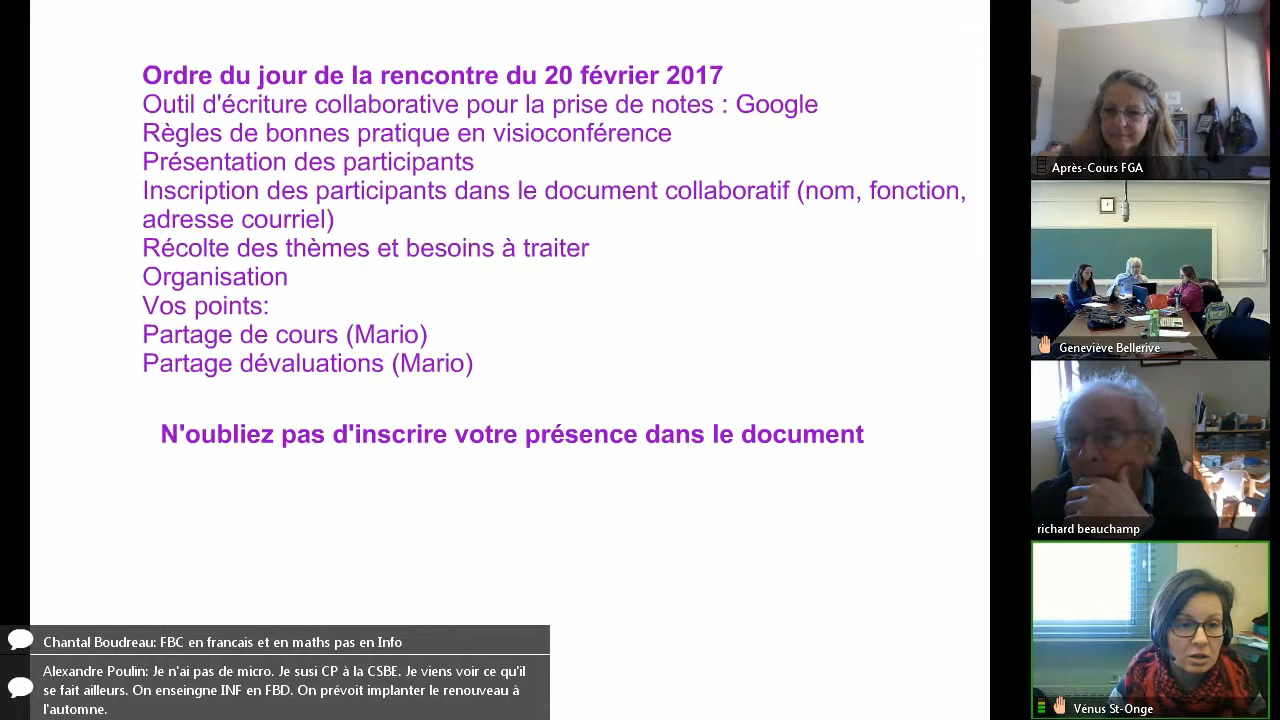 Ordre du jour de la rencontre du 20 février 2017
Outil d'écriture collaborative pour la prise de notes : Google
Règles de bonnes pratique en visioconférence
Présentation des participants
Inscription des participants dans le document collaboratif (nom, fonction,
adresse courriel)
Récolte des thèmes et besoins à traiter
Organisation
Vos points:
Partage de cours (Mario)
Partage dévaluations (Mario)
N'oubliez pas d'inscrire votre présence dans le document
Chantal Boudreau: FBC en francais et en maths pas en Info
Alexandre Poulin: Je n'ai pas de micro. Je susi CP à la CSBE. Je viens voir ce qu'il
se fait ailleurs. On enseingne INF en FBD. On prévoit implanter le renouveau à
l'automne.
Après-Cours FGA
Geneviève Bellerive
richard beauchamp
Vénus St-Onge